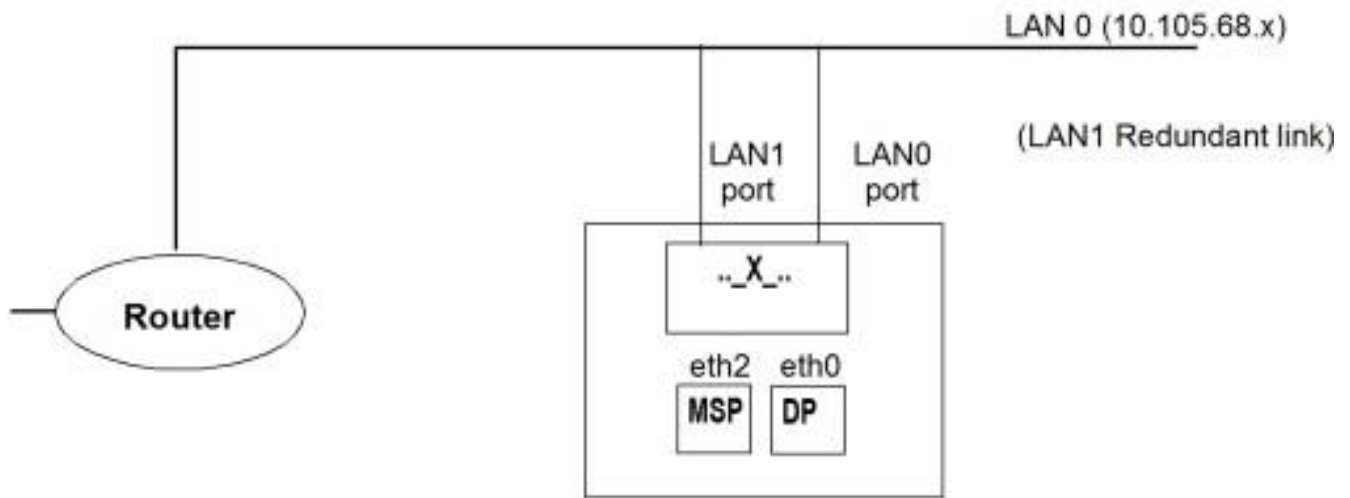 LAN 0 (10.105.68.x)
(LAN1 Redundant link)
LAN1
port
LAN0
port
.._X_..
Router
eth2 eth0
MSP DP